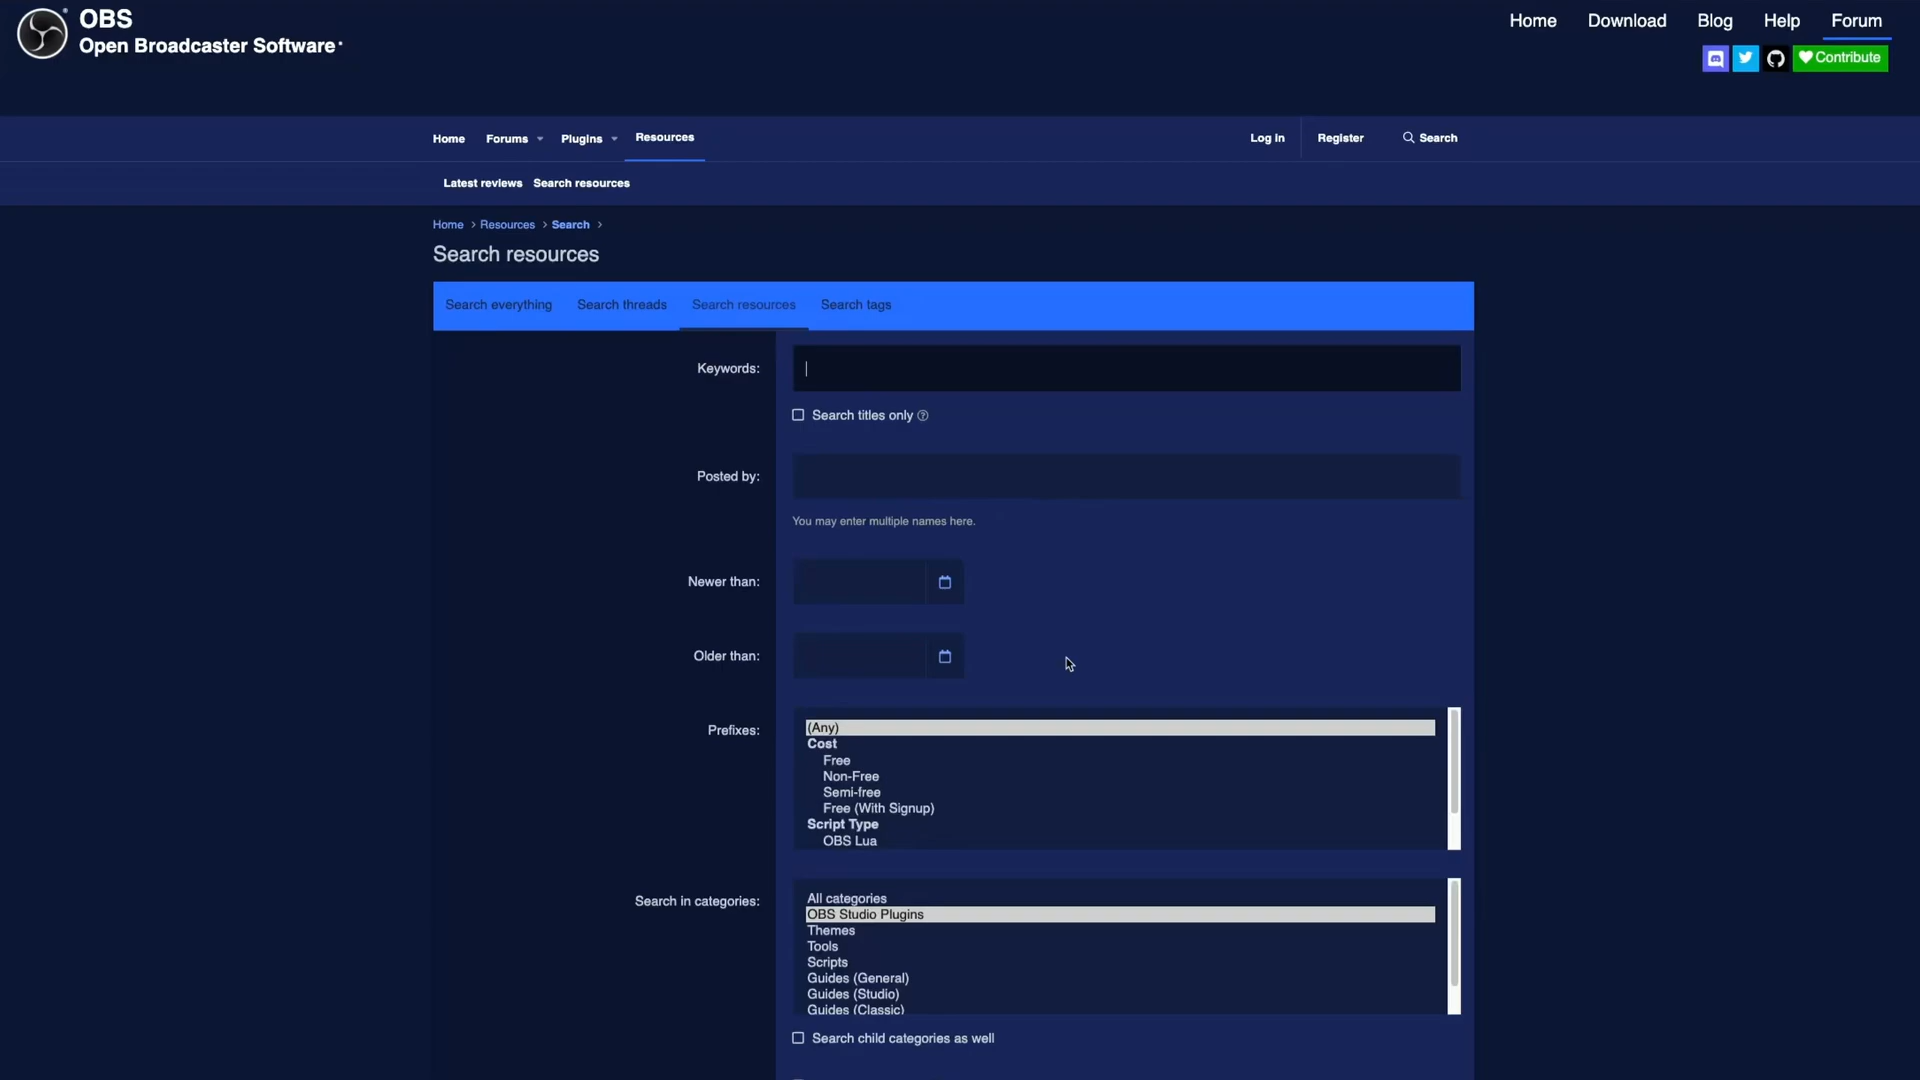 OBS
Open Broadcaster Software
Home Download Blog Help Forum
Contribute
Home Forums Plugins Resources Log in Register Search
Latest reviews Search resources
Home Resources Search
Search resources
Search everything Search threads Search resources Search tags
Keywords:
Search titles only
Posted by:
You may enter multiple names here.
Newer than:
Older than:
Prefixes:
(Any)
Cost
Free
Non-Free
Semi-free
Free (With Signup)
Script Type
OBS Lua
Search in categories:
All categories
OBS Studio Plugins
Themes
Tools
Scripts
Guides (General)
Guides (Studio)
Guides (Classic)
Search child categories as well